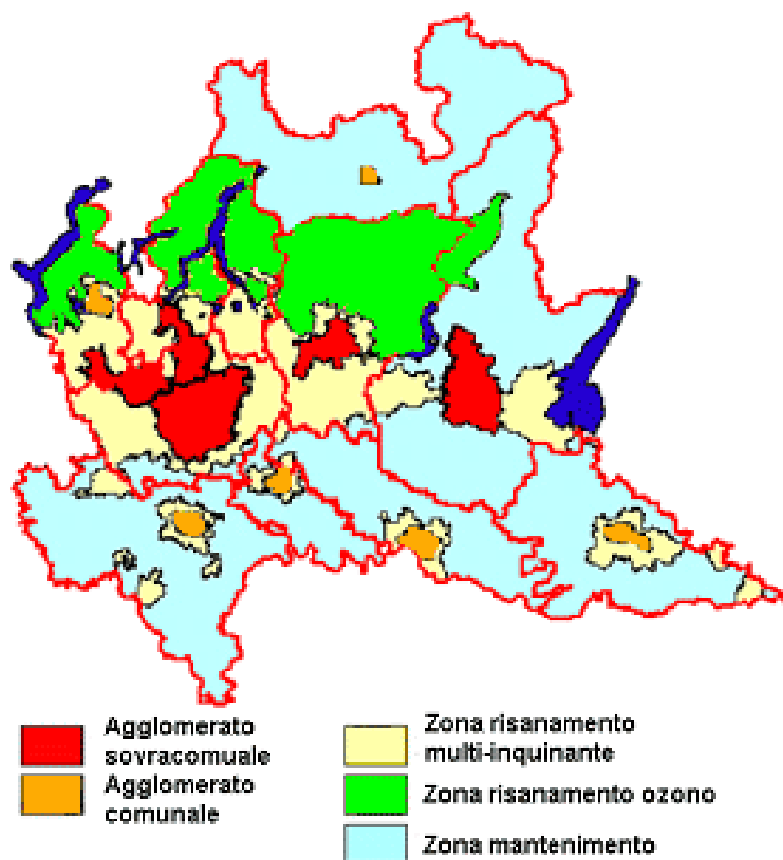 Agglomerato
sovracomuale
Agglomerato
comunale
Zona risanamento
multi-inquinante
Zona risanamento ozono
Zona mantenimento